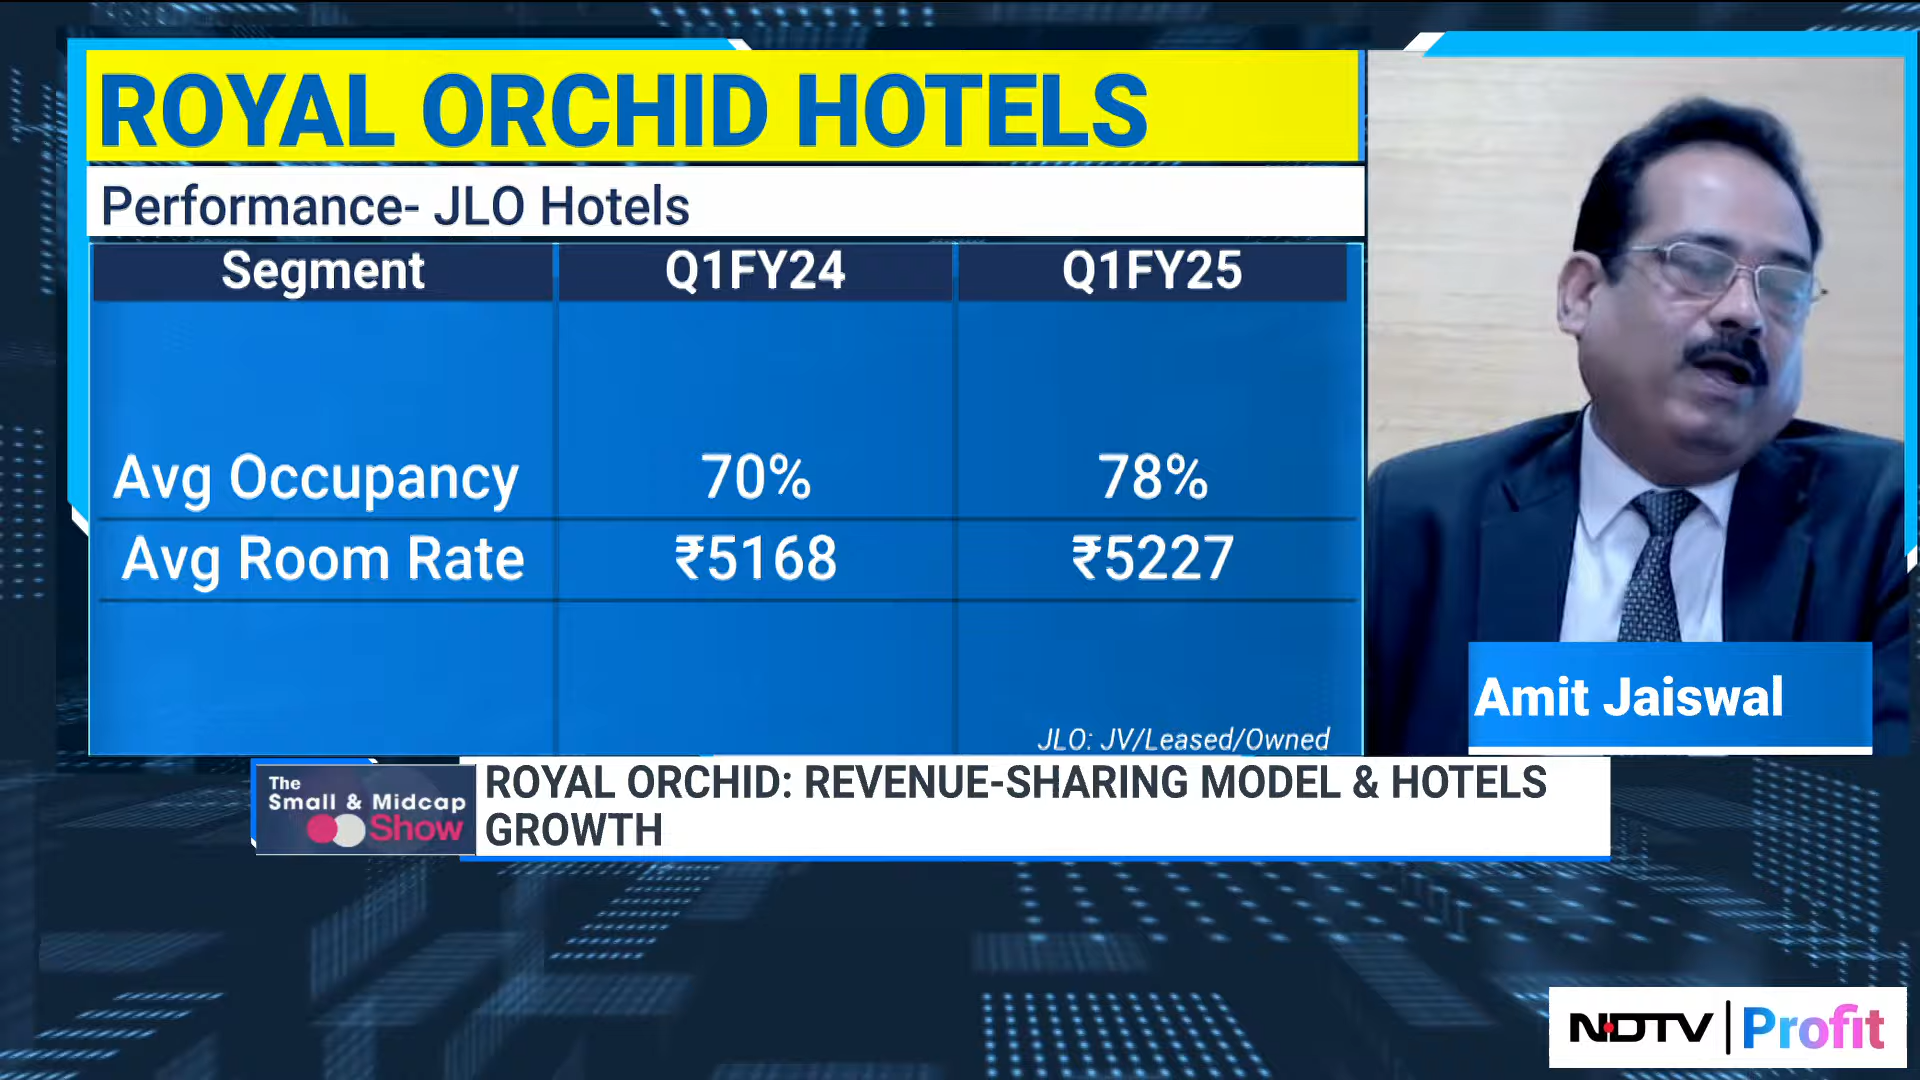 ROYAL ORCHID HOTELS
Performance- JLO Hotels
Segment Q1FY24 Q1FY25
Avg Occupancy 70% 78%
Avg Room Rate ₹5168 ₹5227
JLO: JV/Leased/Owned
Amit Jaiswal
The
Small & Midcap
Show
ROYAL ORCHID: REVENUE-SHARING MODEL & HOTELS
GROWTH
NDTV Profit